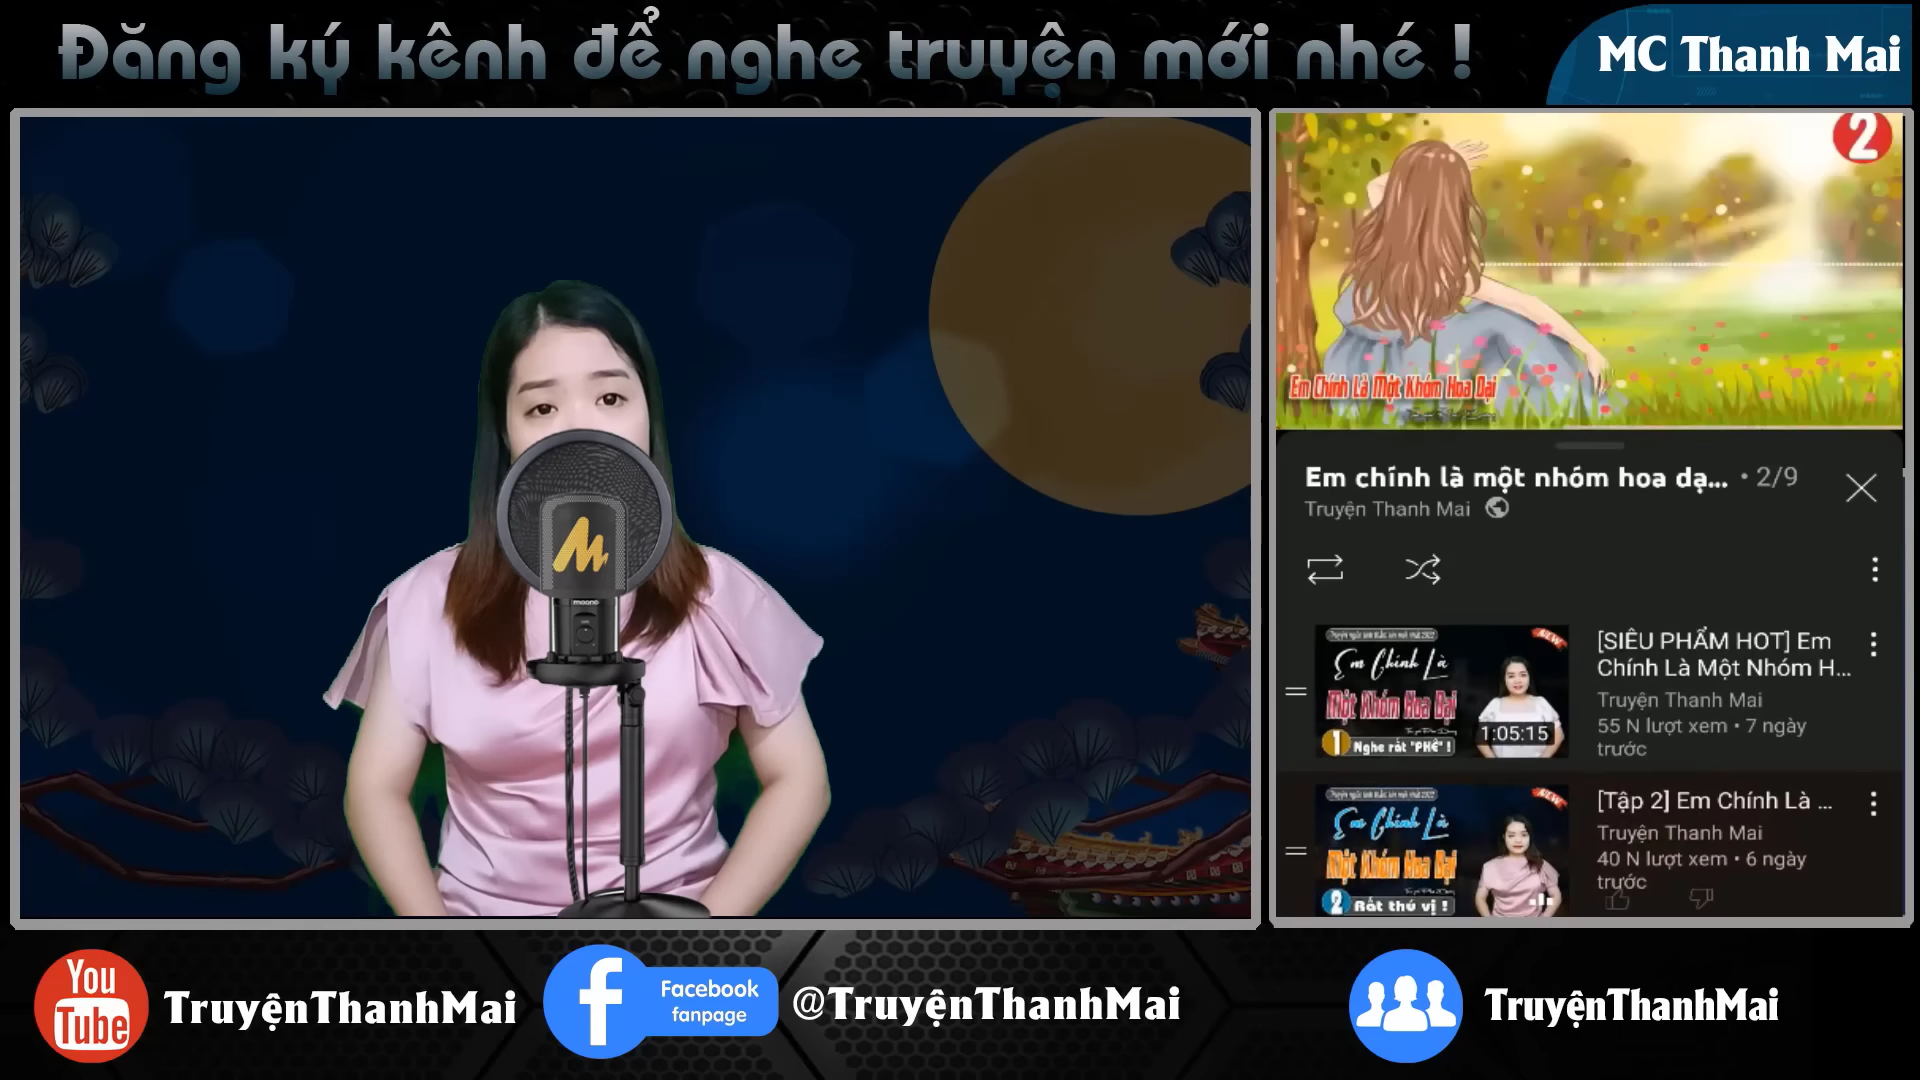 Đăng ký kênh để nghe truyện mới nhé !
MC Thanh Mai
2
Em Chính Là Một Khóm Hoa Dại
Em chính là một nhóm hoa dạ... • 2/9
Truyện Thanh Mai
[SIÊU PHẨM HOT] Em
Chính Là Một Nhóm H...
Truyện Thanh Mai
55 N lượt xem • 7 ngày
trước
NEW
Em Chính Là
Một Khóm Hoa Dại
1 Nghe rất "PHÊ" !
1:05:15
[Tập 2] Em Chính Là ...
Truyện Thanh Mai
40 N lượt xem • 6 ngày
trước
NEW
Em Chính Là
Một Khóm Hoa Dại
2 Rất thú vị !
maono
You
Tube
TruyệnThanhMai
Facebook
fanpage
@TruyệnThanhMai
TruyệnThanhMai